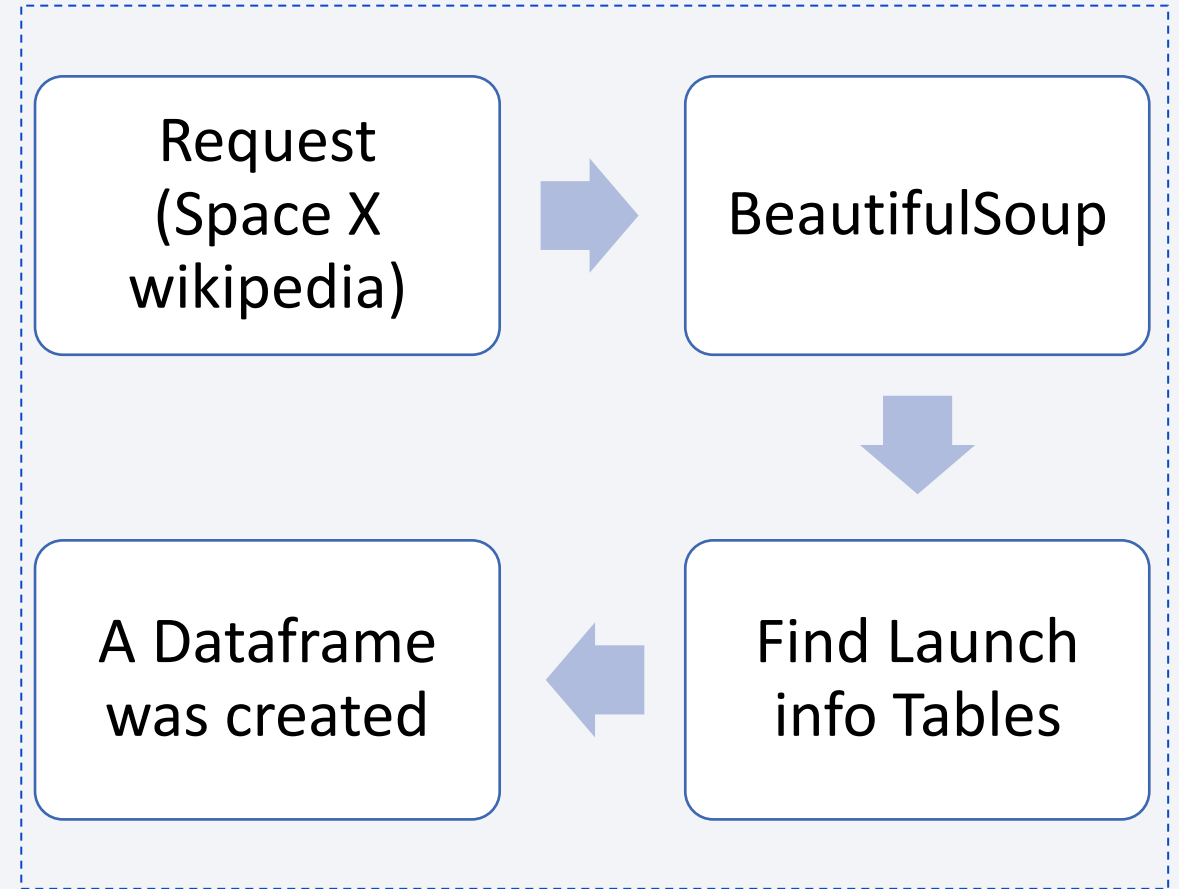 Request
(Space X
wikipedia)
BeautifulSoup
Find Launch
info Tables
A Dataframe
was created